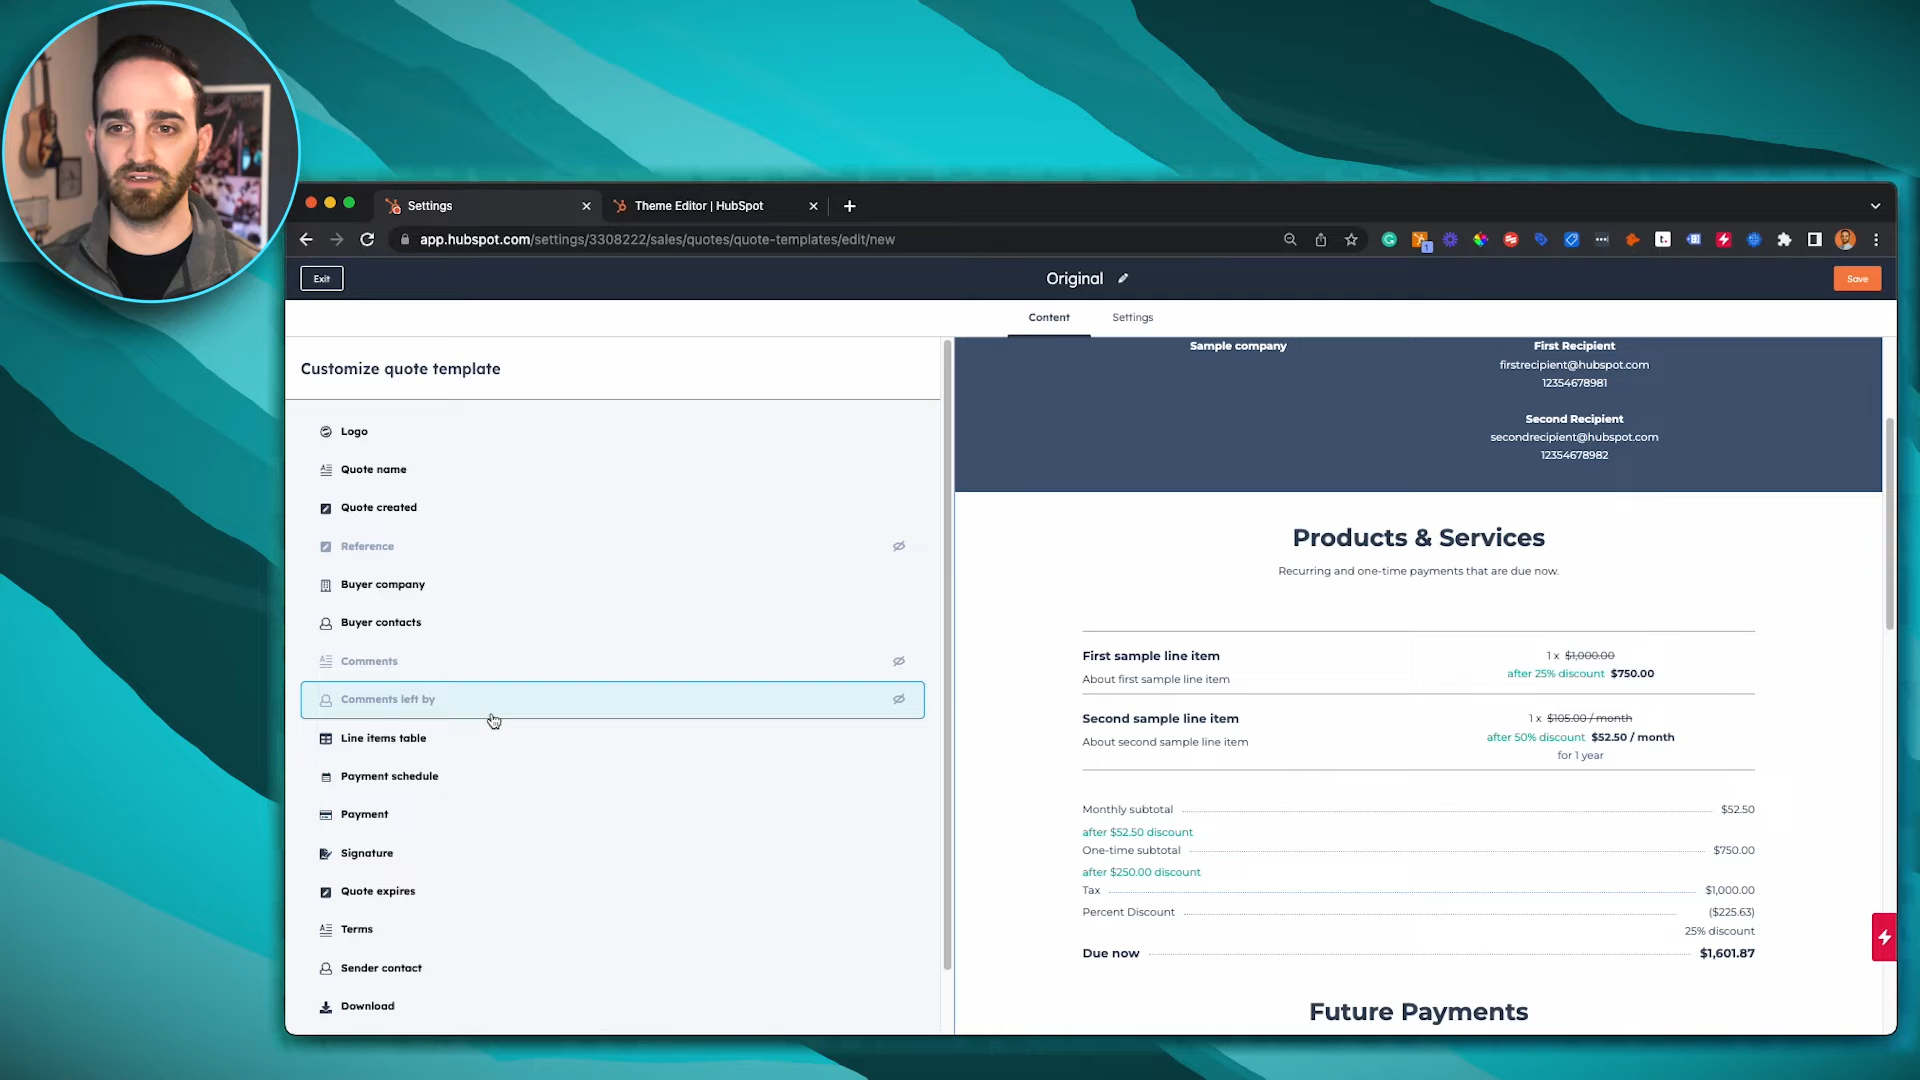 Settings
Theme Editor | HubSpot
app.hubspot.com/settings/3308222/sales/quotes/quote-templates/edit/new
1
t.
Exit
Original
Save
Content
Settings
Customize quote template
Logo
Quote name
Quote created
Reference
Buyer company
Buyer contacts
Comments
Comments left by
Line items table
Payment schedule
Payment
Signature
Quote expires
Terms
Sender contact
Download
Sample company
First Recipient
firstrecipient@hubspot.com
12354678981
Second Recipient
secondrecipient@hubspot.com
12354678982
Products & Services
Recurring and one-time payments that are due now.
First sample line item
1 x $1,000.00
About first sample line item
after 25% discount $750.00
Second sample line item
1 x $105.00 / month
About second sample line item
after 50% discount $52.50 / month
for 1 year
Monthly subtotal $52.50
after $52.50 discount
One-time subtotal $750.00
after $250.00 discount
Tax $1,000.00
Percent Discount ($225.63)
25% discount
Due now $1,601.87
Future Payments